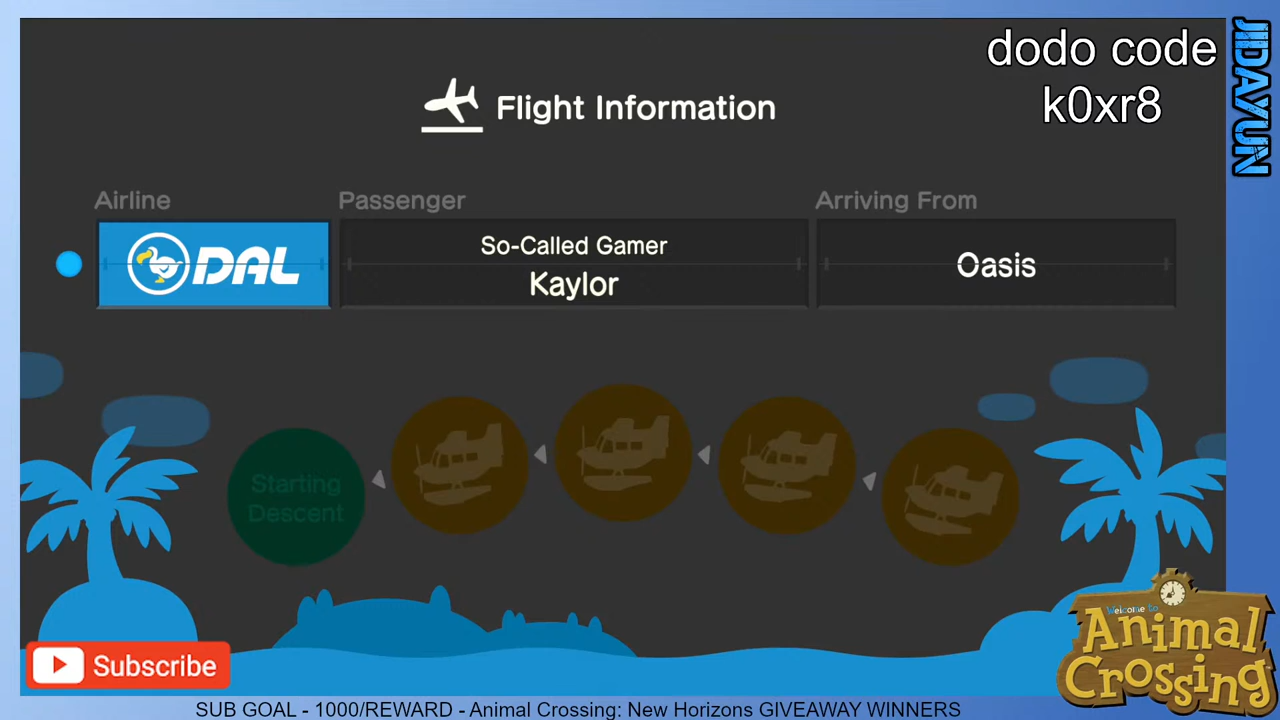 dodo code
k0xr8
JIDAVUN
Flight Information
Airline
Passenger
Arriving From
DAL
So-Called Gamer
Kaylor
Oasis
Starting
Descent
Subscribe
Welcome to
Animal
Crossing
SUB GOAL - 1000/REWARD - Animal Crossing: New Horizons GIVEAWAY WINNERS